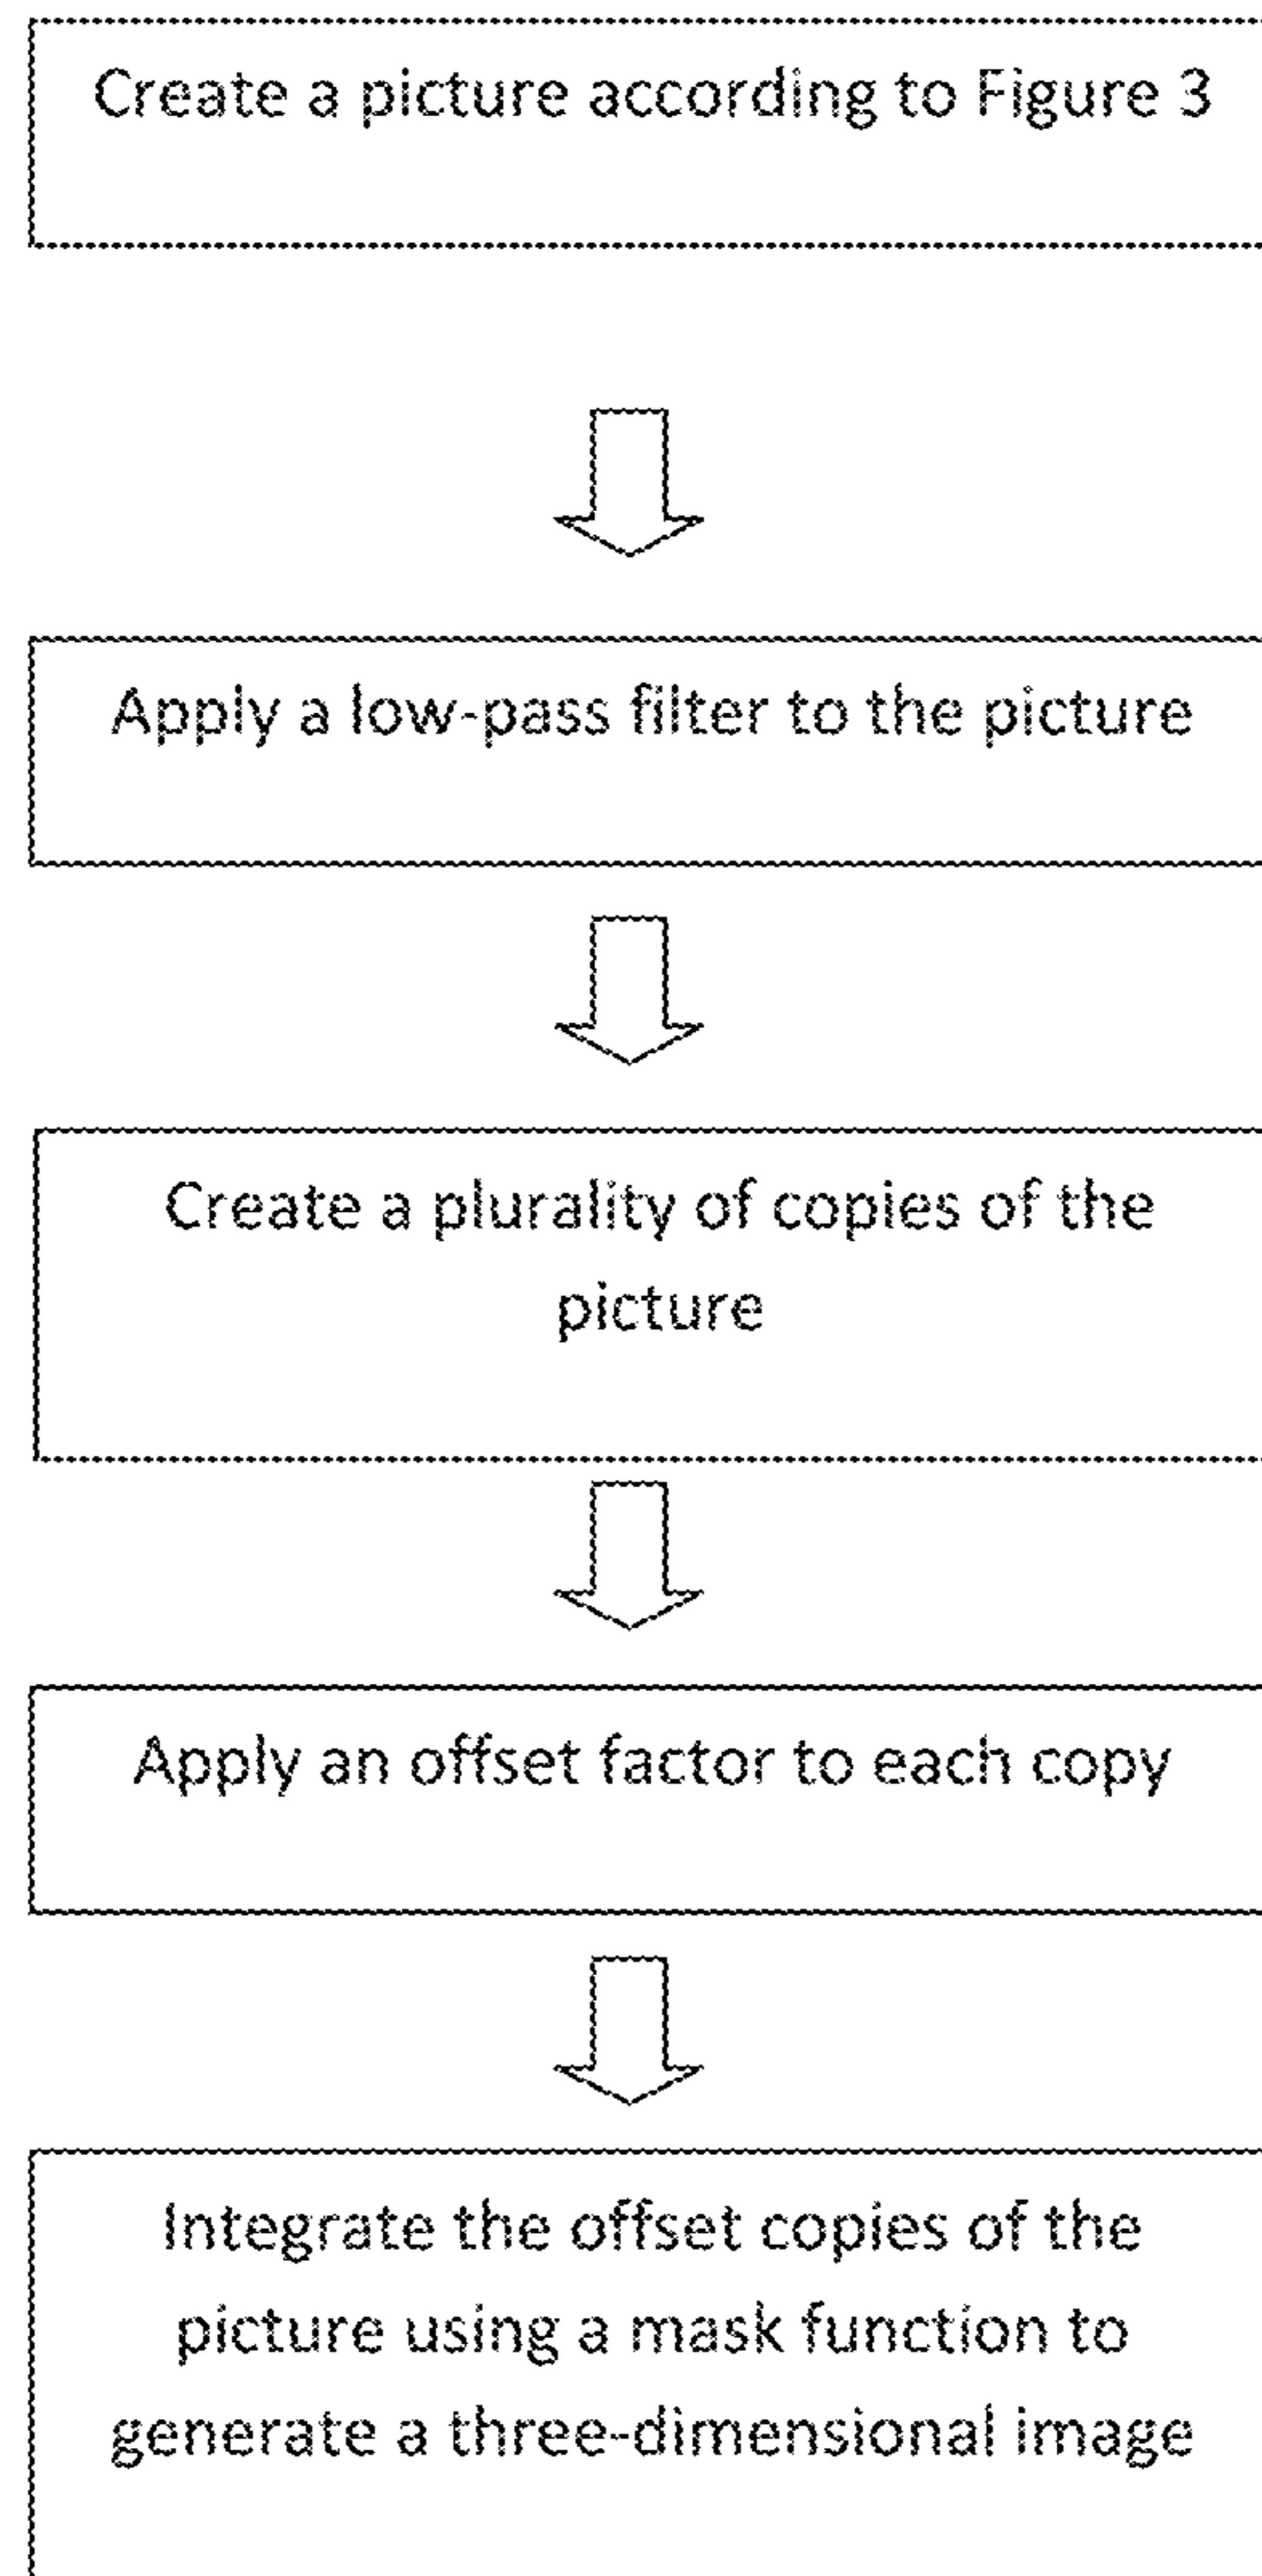 Create a picture according to Figure 3
Apply a low-pass filter to the picture
Create a plurality of copies of the
picture
Apply an offset factor to each copy
Integrate the offset copies of the
picture using a mask function to
generate a three-dimensional image